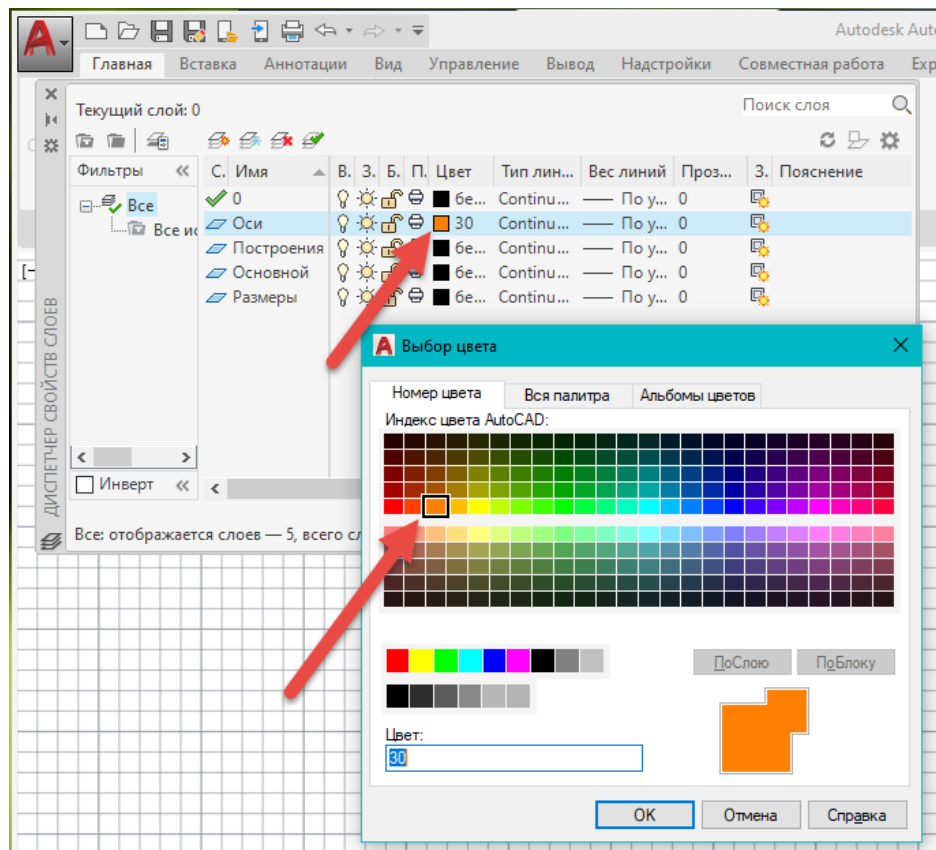 Autodesk Auto
Главная Вставка Аннотации Вид Управление Вывод Надстройки Совместная работа Exp
Текущий слой: 0
Поиск слоя
Фильтры « С. Имя В. З. Б. П. Цвет Тип лин... Вес линий Проз... З. Пояснение
Все
Все ис
0 бе... Continu... По у... 0
Оси 30 Continu... По у... 0
Построения бе... Continu... По у... 0
Основной бе... Continu... По у... 0
Размеры бе... Continu... По у... 0
Инверт «
Все: отображается слоев — 5, всего сл
ДИСПЕТЧЕР СВОЙСТВ СЛОЕВ
[−
Выбор цвета
Номер цвета Вся палитра Альбомы цветов
Индекс цвета AutoCAD:
ПоСлою ПоБлоку
Цвет:
30
OK Отмена Справка